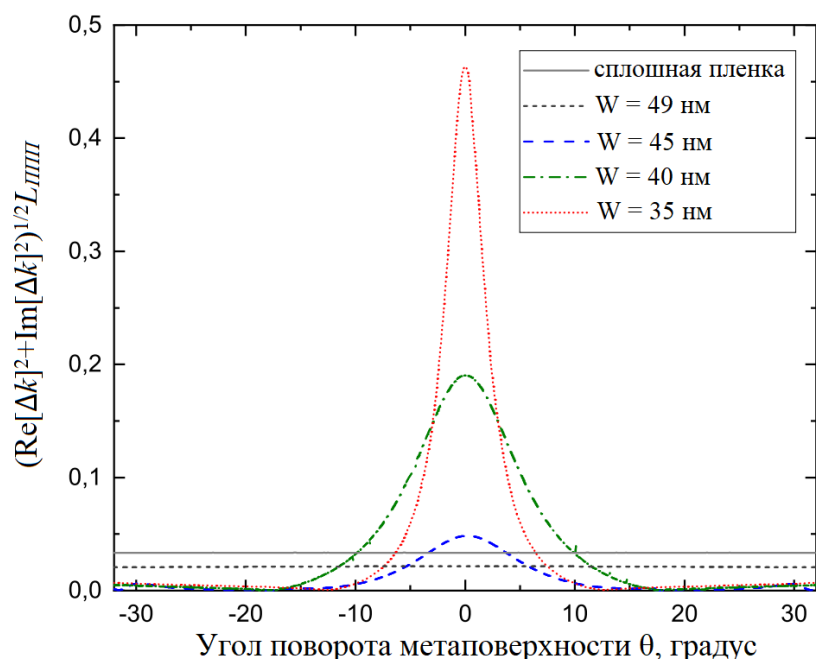 0,5
0,4
0,3
0,2
0,1
0,0
(Re[Δk]²+Im[Δk]²)¹/²LППП
сплошная пленка
W = 49 нм
W = 45 нм
W = 40 нм
W = 35 нм
-30 -20 -10 0 10 20 30
Угол поворота метаповерхности θ, градус